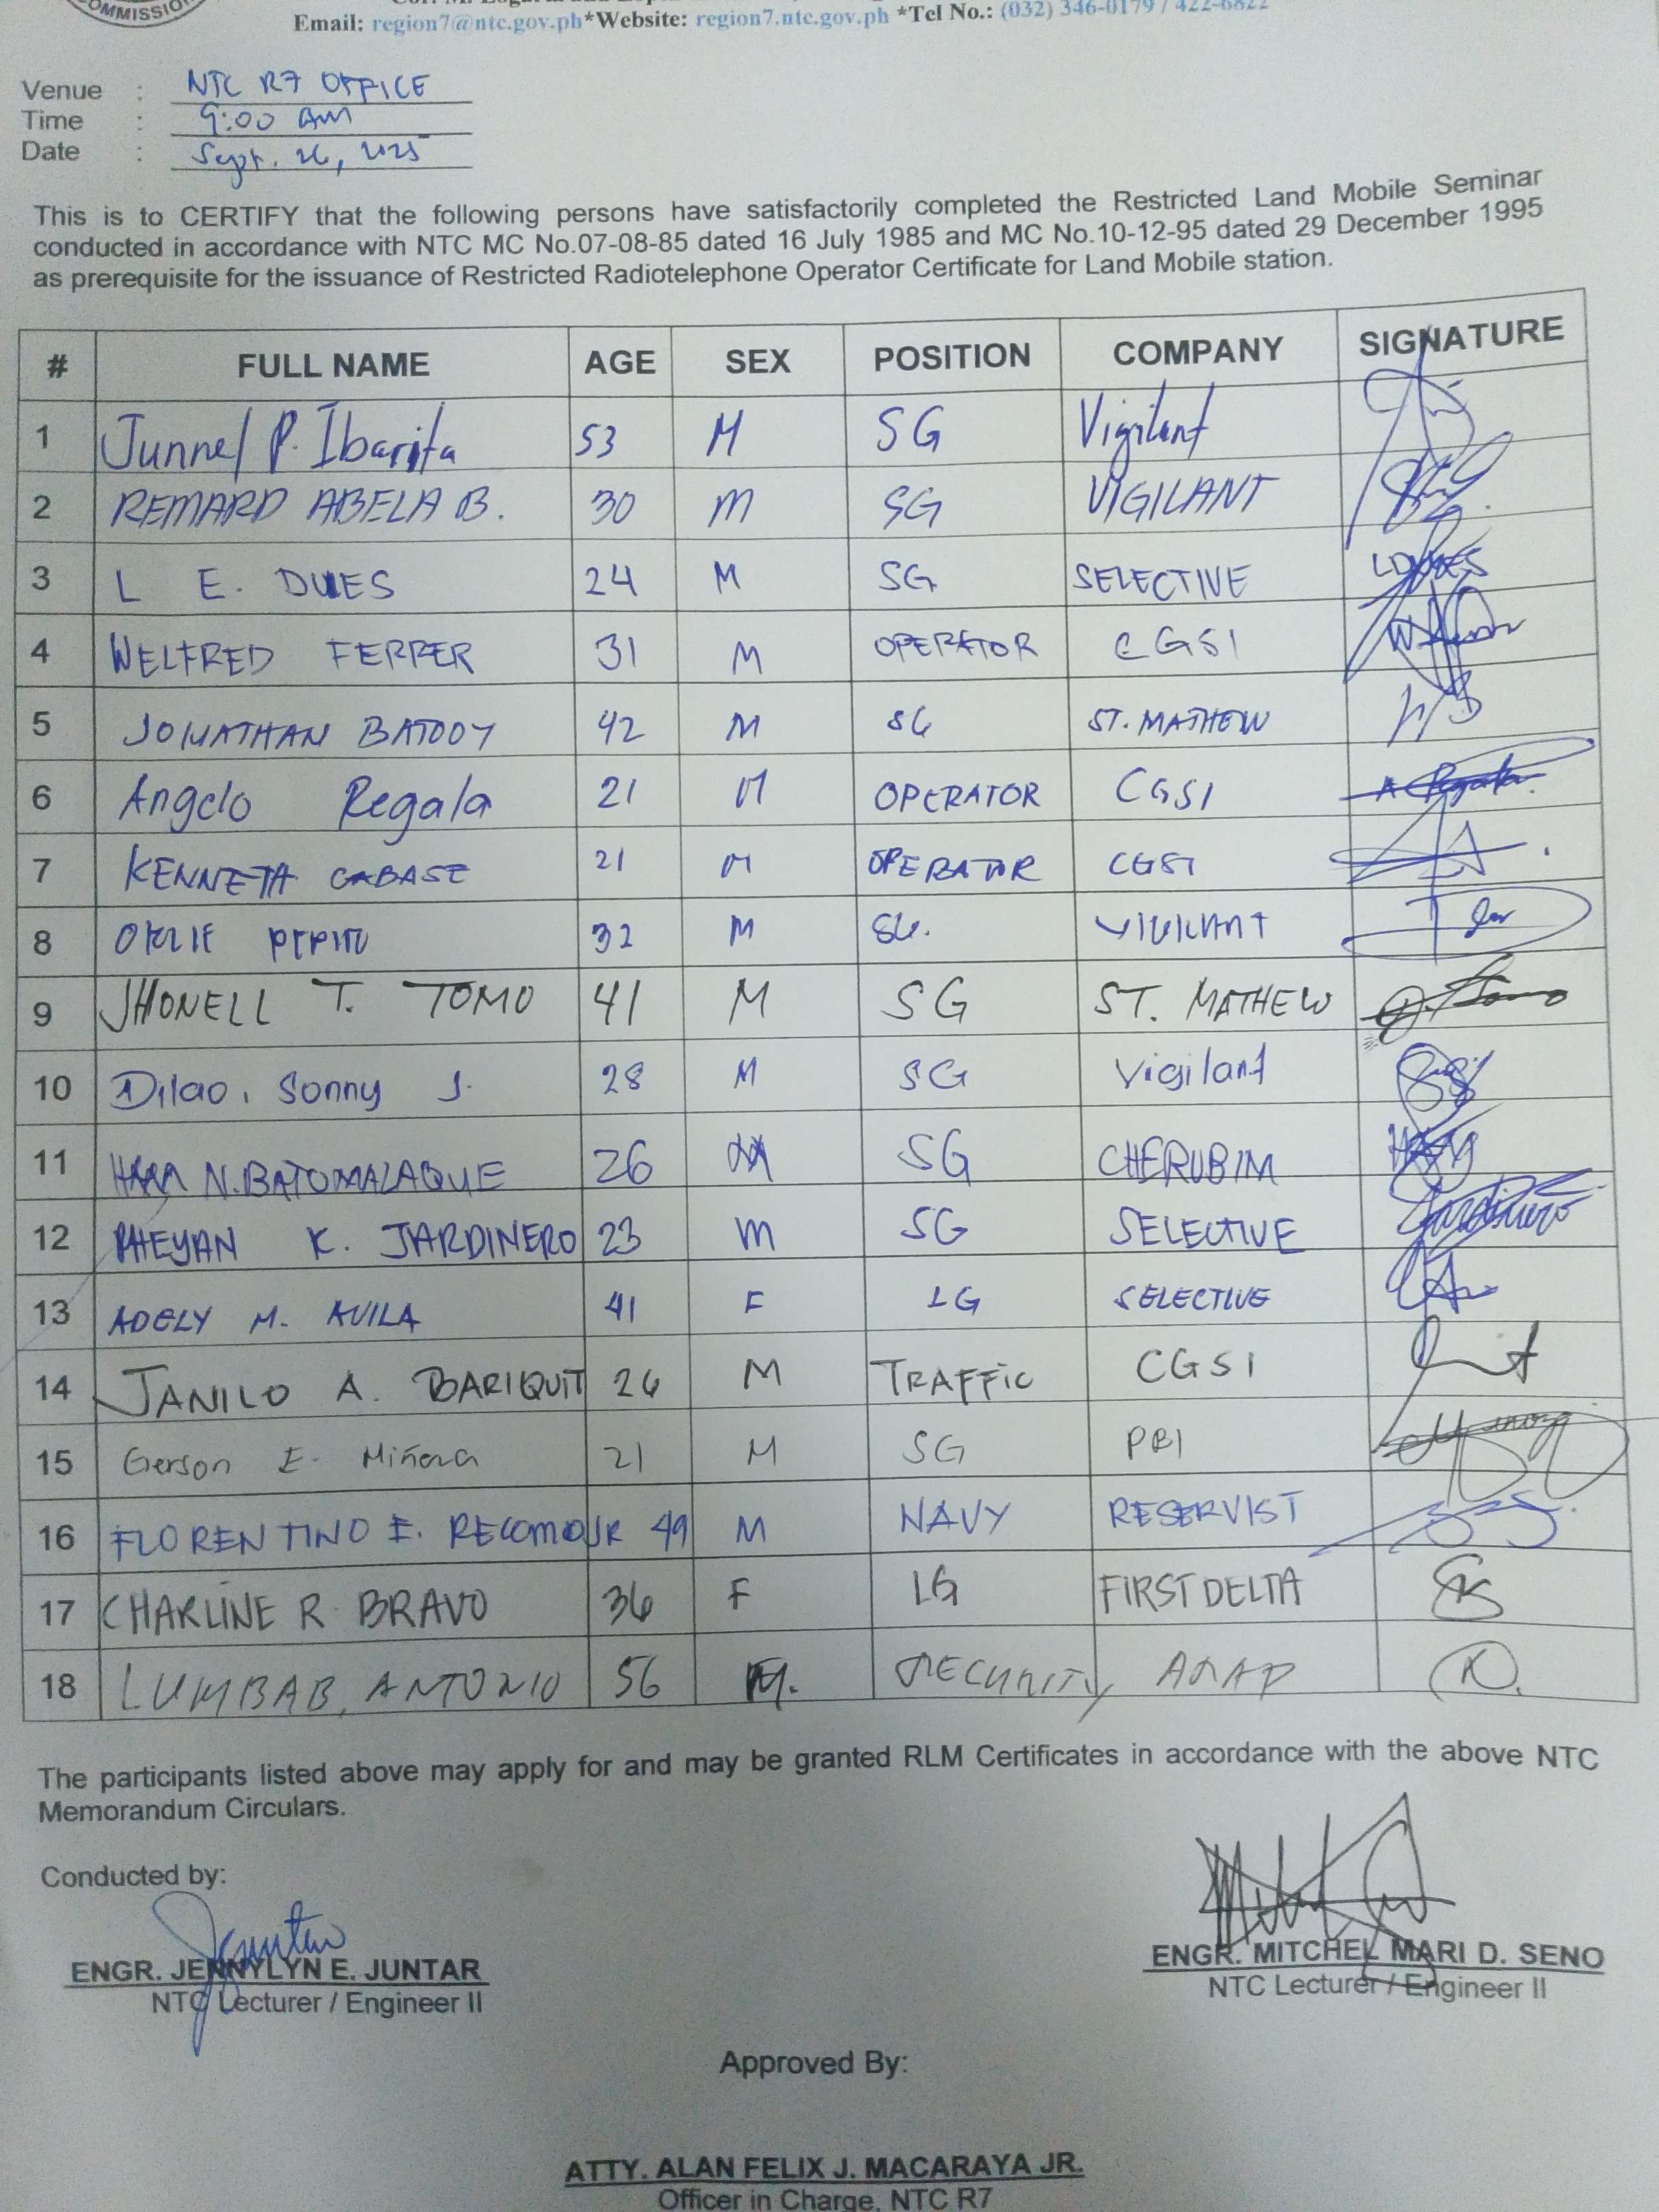 COMMISSION
Email: region7@ntc.gov.ph*Website: region7.ntc.gov.ph *Tel No.: (032) 346-0179 / 422-6822
Venue : NTC R7 OFFICE
Time : 9:00 AM
Date : Sept. 26, 2025
This is to CERTIFY that the following persons have satisfactorily completed the Restricted Land Mobile Seminar
conducted in accordance with NTC MC No.07-08-85 dated 16 July 1985 and MC No.10-12-95 dated 29 December 1995
as prerequisite for the issuance of Restricted Radiotelephone Operator Certificate for Land Mobile station.
# FULL NAME AGE SEX POSITION COMPANY SIGNATURE
1 Junnel P. Ibarita 53 M SG Vigilant
2 REMARD ABELA B. 30 M SG VIGILANT
3 L E. DUES 24 M SG SELECTIVE
4 WELFRED FERRER 31 M OPERATOR CGSI
5 JONATHAN BATOOY 42 M SG ST. MATHEW
6 Angelo Regala 21 M OPERATOR CGSI
7 KENNETH CABASE 21 M OPERATOR CGSI
8 PEPITO 32 M SG. VIGILANT
9 JHONELL T. TOMO 41 M SG ST. MATHEW
10 Dilao, Sonny J. 28 M SG Vigilant
11 N. BATOMALAQUE 26 M SG CHERUBIM
12 RHEYAN K. JARDINERO 23 M SG SELECTIVE
13 ADELY M. AVILA 41 F LG SELECTIVE
14 JANILO A. BARIQUIT 26 M TRAFFIC CGSI
15 Gerson E. Miñoza 21 M SG PBI
16 FLORENTINO E. RECOMO JR 49 M NAVY RESERVIST
17 CHARLINE R. BRAVO 36 F LG FIRST DELTA
18 LUMBAB, ANTONIO 56 M. SECURITY ASAP
The participants listed above may apply for and may be granted RLM Certificates in accordance with the above NTC
Memorandum Circulars.
Conducted by:
ENGR. JENNYLYN E. JUNTAR ENGR. MITCHEL MARI D. SENO
NTC Lecturer / Engineer II NTC Lecturer / Engineer II
Approved By:
ATTY. ALAN FELIX J. MACARAYA JR.
Officer in Charge, NTC R7